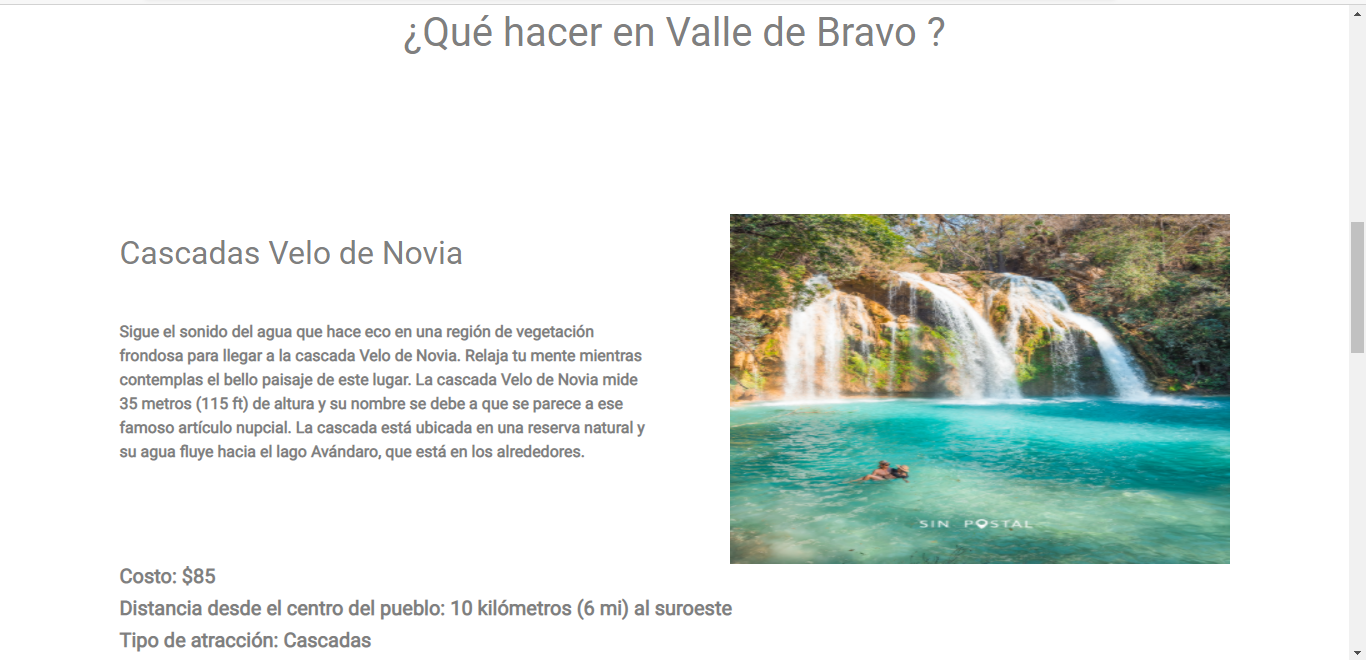 ¿Qué hacer en Valle de Bravo ?
Cascadas Velo de Novia
Sigue el sonido del agua que hace eco en una región de vegetación
frondosa para llegar a la cascada Velo de Novia. Relaja tu mente mientras
contemplas el bello paisaje de este lugar. La cascada Velo de Novia mide
35 metros (115 ft) de altura y su nombre se debe a que se parece a ese
famoso artículo nupcial. La cascada está ubicada en una reserva natural y
su agua fluye hacia el lago Avándaro, que está en los alrededores.
SIN POSTAL
Costo: $85
Distancia desde el centro del pueblo: 10 kilómetros (6 mi) al suroeste
Tipo de atracción: Cascadas